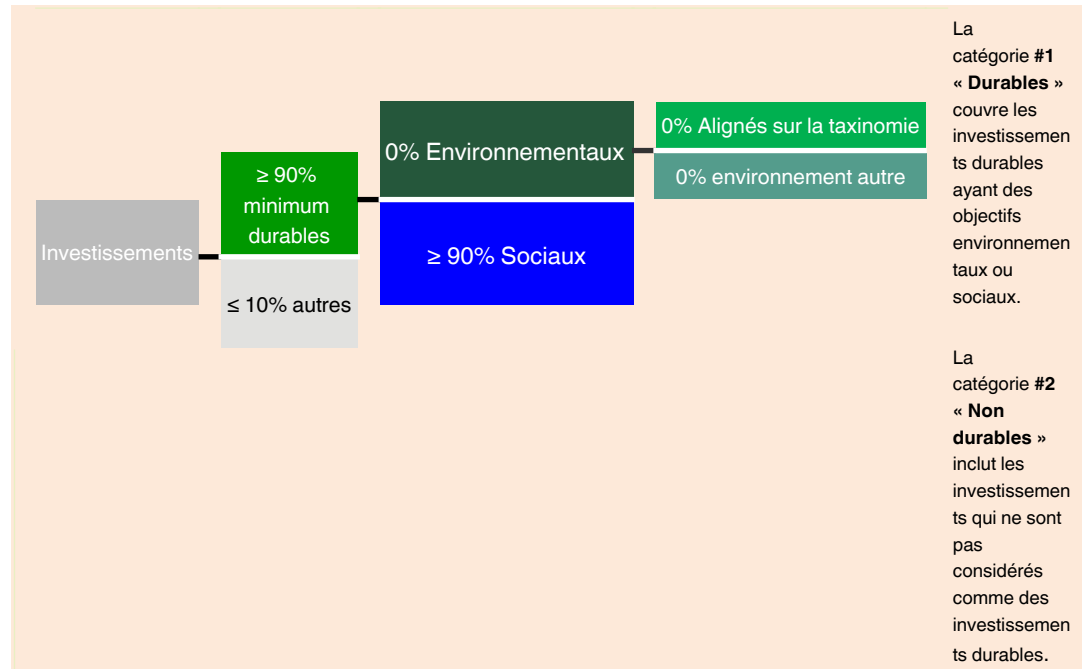 Investissements
≥ 90%
minimum
durables
≤ 10% autres
0% Environnementaux
≥ 90% Sociaux
0% Alignés sur la taxinomie
0% environnement autre
La
catégorie #1
« Durables »
couvre les
investissemen
ts durables
ayant des
objectifs
environnemen
taux ou
sociaux.
La
catégorie #2
« Non
durables »
inclut les
investissemen
ts qui ne sont
pas
considérés
comme des
investissemen
ts durables.